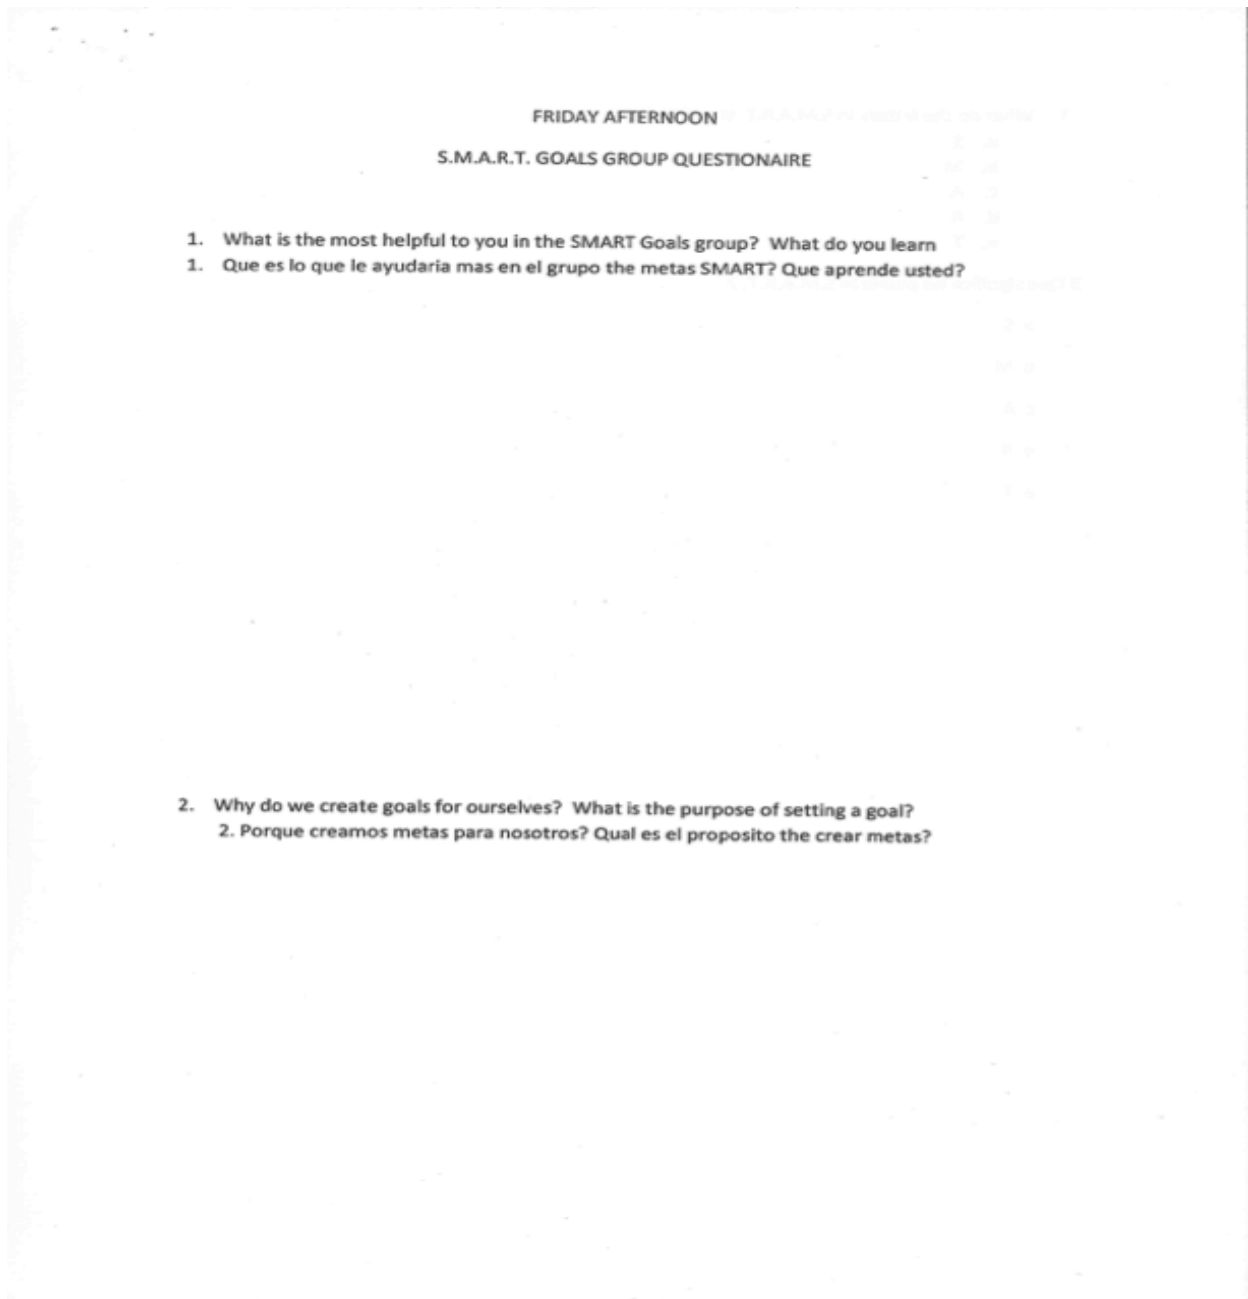 FRIDAY AFTERNOON
S.M.A.R.T. GOALS GROUP QUESTIONAIRE
1. What is the most helpful to you in the SMART Goals group? What do you learn
1. Que es lo que le ayudaria mas en el grupo the metas SMART? Que aprende usted?
2. Why do we create goals for ourselves? What is the purpose of setting a goal?
2. Porque creamos metas para nosotros? Qual es el proposito the crear metas?